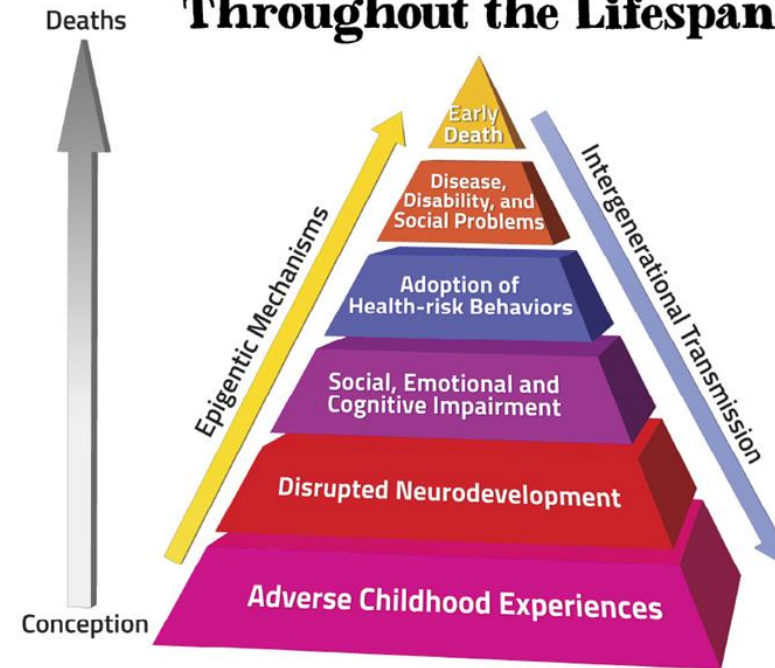 Throughout the Lifespan
Deaths
Early
Death
Disease,
Disability, and
Social Problems
Adoption of
Health-risk Behaviors
Social, Emotional and
Cognitive Impairment
Disrupted Neurodevelopment
Adverse Childhood Experiences
Epigentic Mechanisms
Intergenerational Transmission
Conception